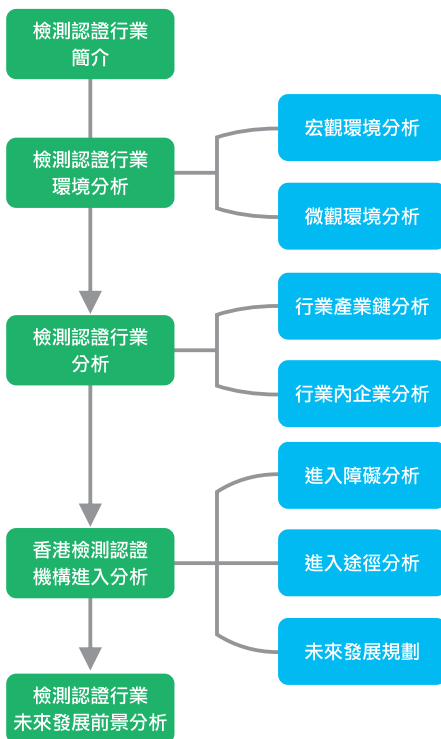 檢測認證行業
簡介
檢測認證行業
環境分析
宏觀環境分析
微觀環境分析
檢測認證行業
分析
行業產業鏈分析
行業內企業分析
香港檢測認證
機構進入分析
進入障礙分析
進入途徑分析
未來發展規劃
檢測認證行業
未來發展前景分析